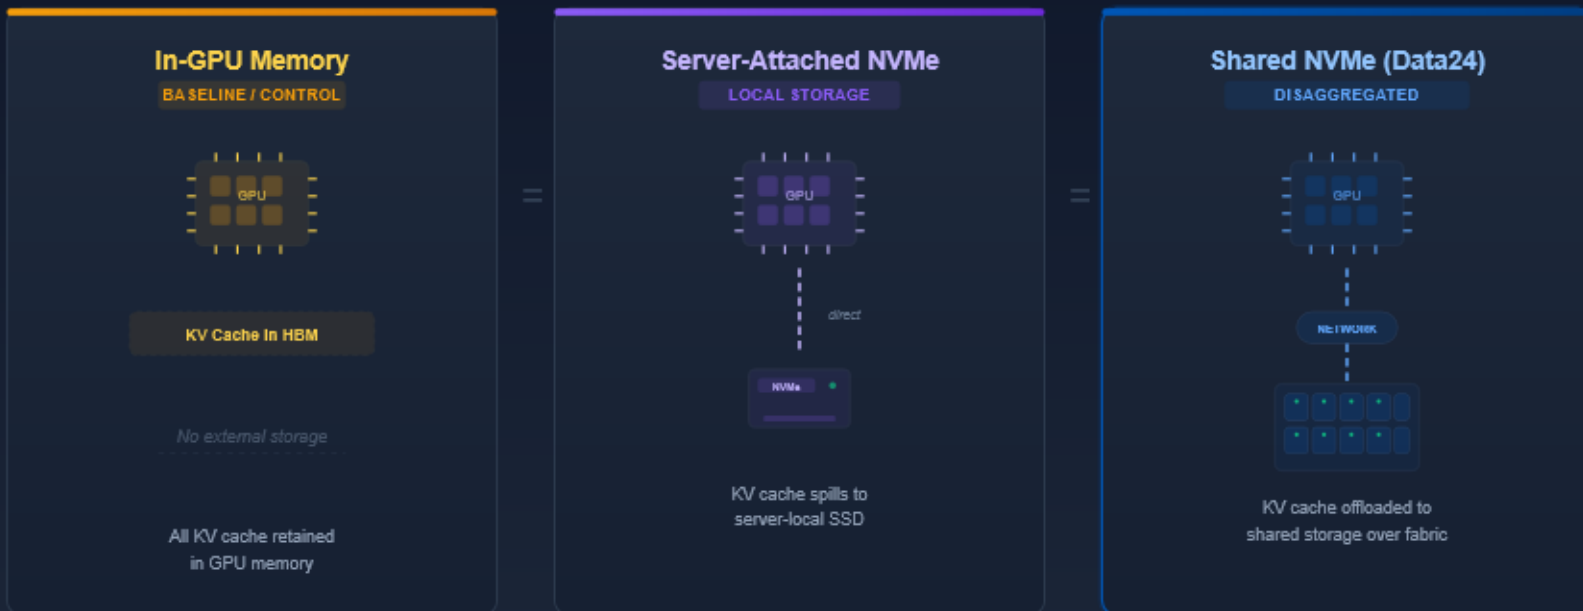 In-GPU Memory
BASELINE / CONTROL
GPU
KV Cache In HBM
No external storage
All KV cache retained
in GPU memory
=
Server-Attached NVMe
LOCAL STORAGE
GPU
direct
NVMe
KV cache spills to
server-local SSD
=
Shared NVMe (Data24)
DISAGGREGATED
GPU
NETWORK
KV cache offloaded to
shared storage over fabric